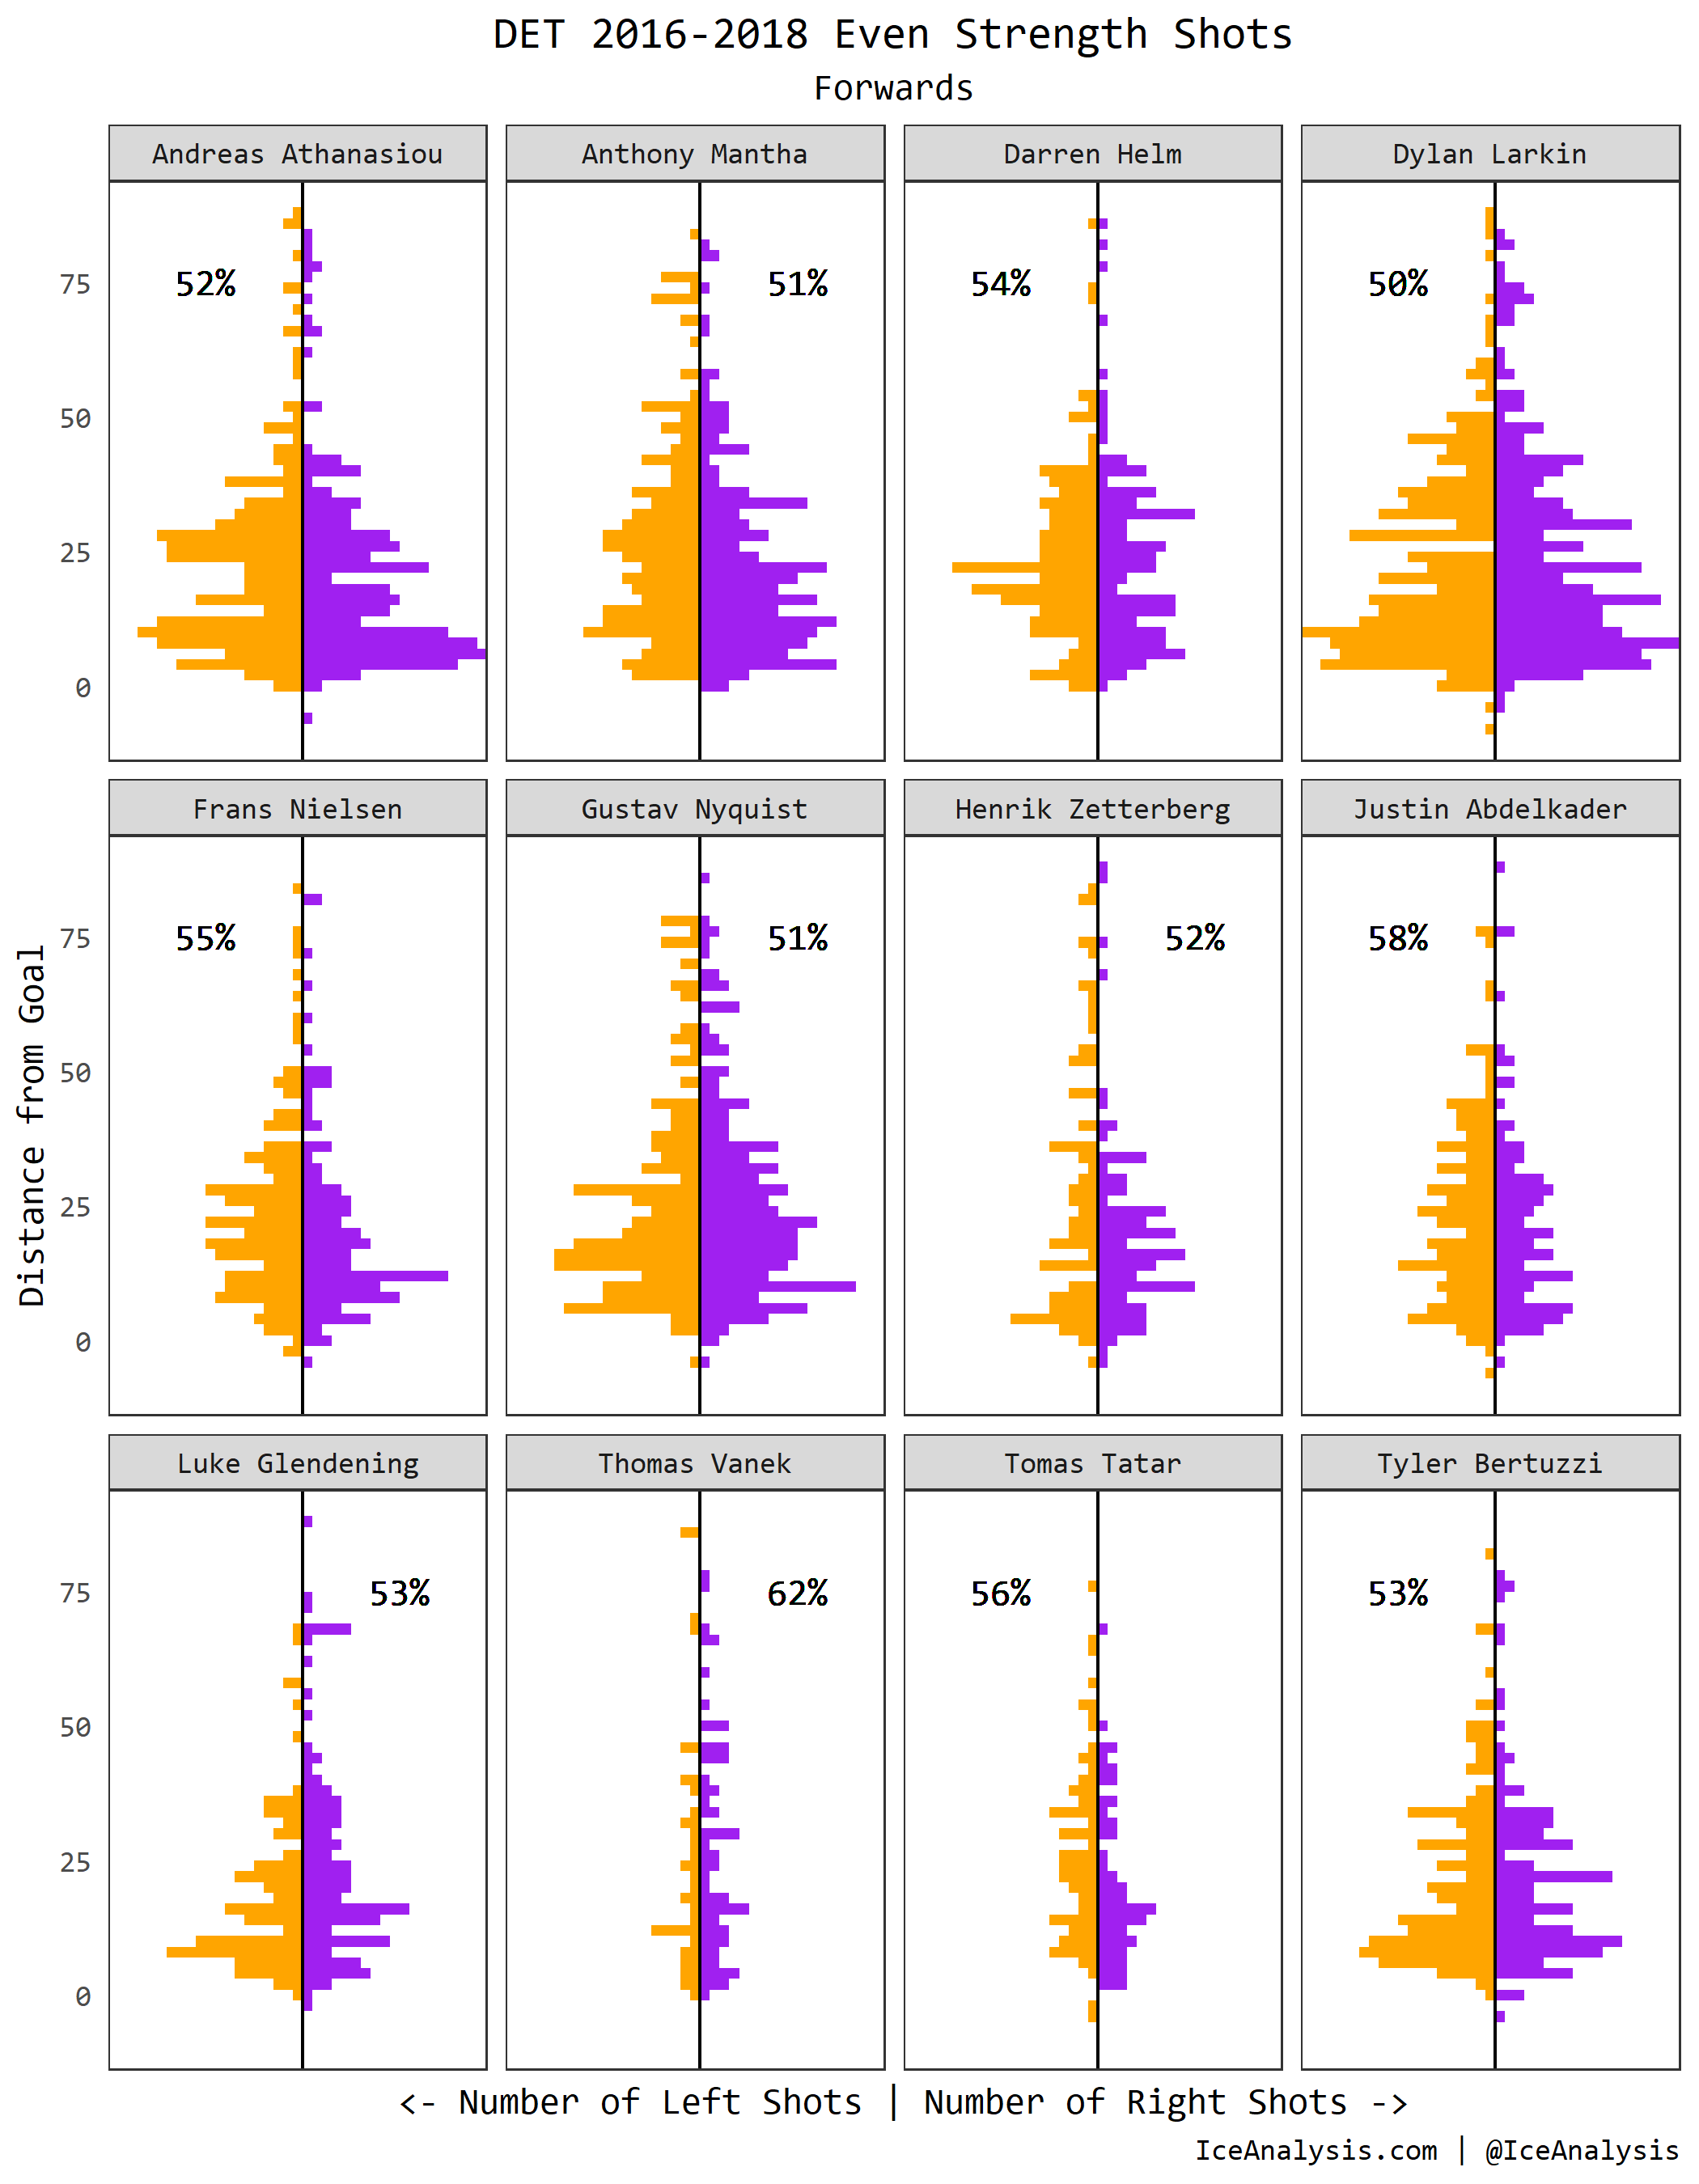 DET 2016-2018 Even Strength Shots
Forwards
Andreas Athanasiou
Anthony Mantha
Darren Helm
Dylan Larkin
52%
51%
54%
50%
75
50
25
0
Frans Nielsen
Gustav Nyquist
Henrik Zetterberg
Justin Abdelkader
55%
51%
52%
58%
75
50
25
0
Distance from Goal
Luke Glendening
Thomas Vanek
Tomas Tatar
Tyler Bertuzzi
53%
62%
56%
53%
75
50
25
0
<- Number of Left Shots | Number of Right Shots ->
IceAnalysis.com | @IceAnalysis